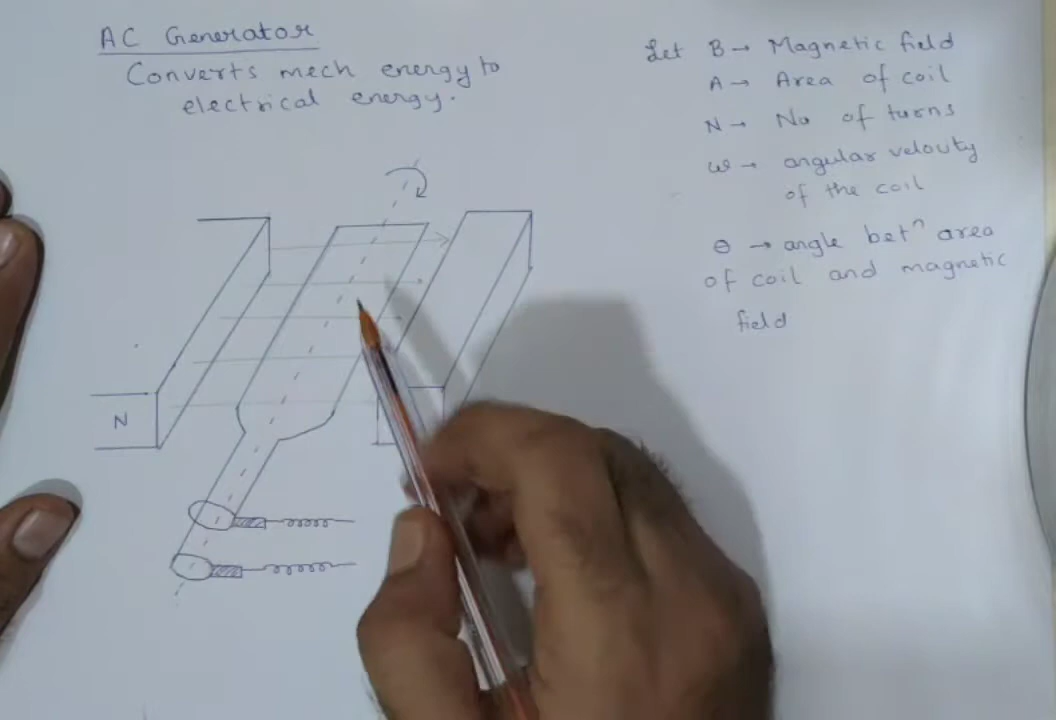 AC Generator
Converts mech energy to
electrical energy.
Let B → Magnetic field
A → Area of coil
N → No of turns
ω → angular velocity
of the coil
θ → angle betⁿ area
of coil and magnetic
field
N